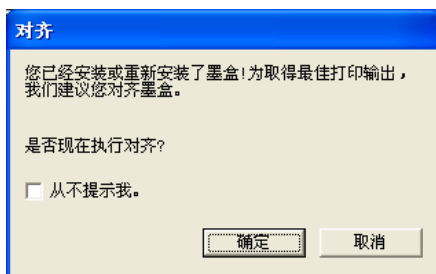 对齐
您已经安装或重新安装了墨盒!为取得最佳打印输出，
我们建议您对齐墨盒。
是否现在执行对齐?
从不提示我。
确定
取消